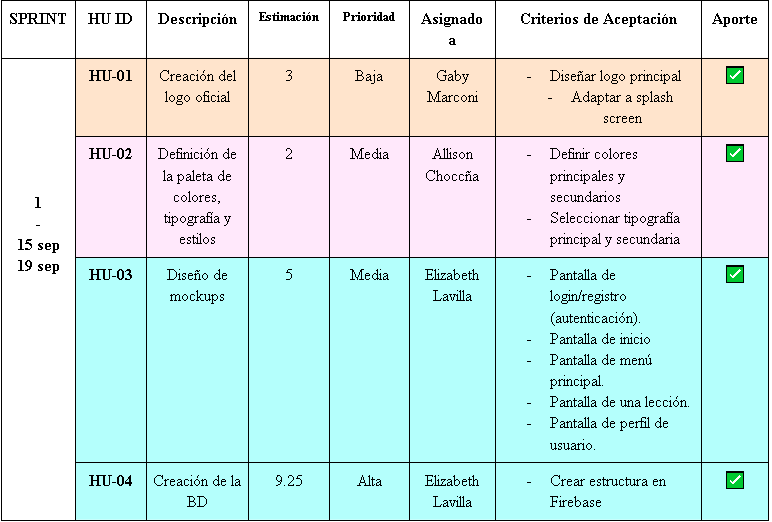 SPRINT HU ID Descripción Estimación Prioridad Asignado a Criterios de Aceptación Aporte
1
-
15 sep
19 sep
HU-01 Creación del logo oficial 3 Baja Gaby Marconi
- Diseñar logo principal
- Adaptar a splash screen
HU-02 Definición de la paleta de colores, tipografía y estilos 2 Media Allison Choccña
- Definir colores principales y secundarios
- Seleccionar tipografía principal y secundaria
HU-03 Diseño de mockups 5 Media Elizabeth Lavilla
- Pantalla de login/registro (autenticación).
- Pantalla de inicio
- Pantalla de menú principal.
- Pantalla de una lección.
- Pantalla de perfil de usuario.
HU-04 Creación de la BD 9.25 Alta Elizabeth Lavilla
- Crear estructura en Firebase